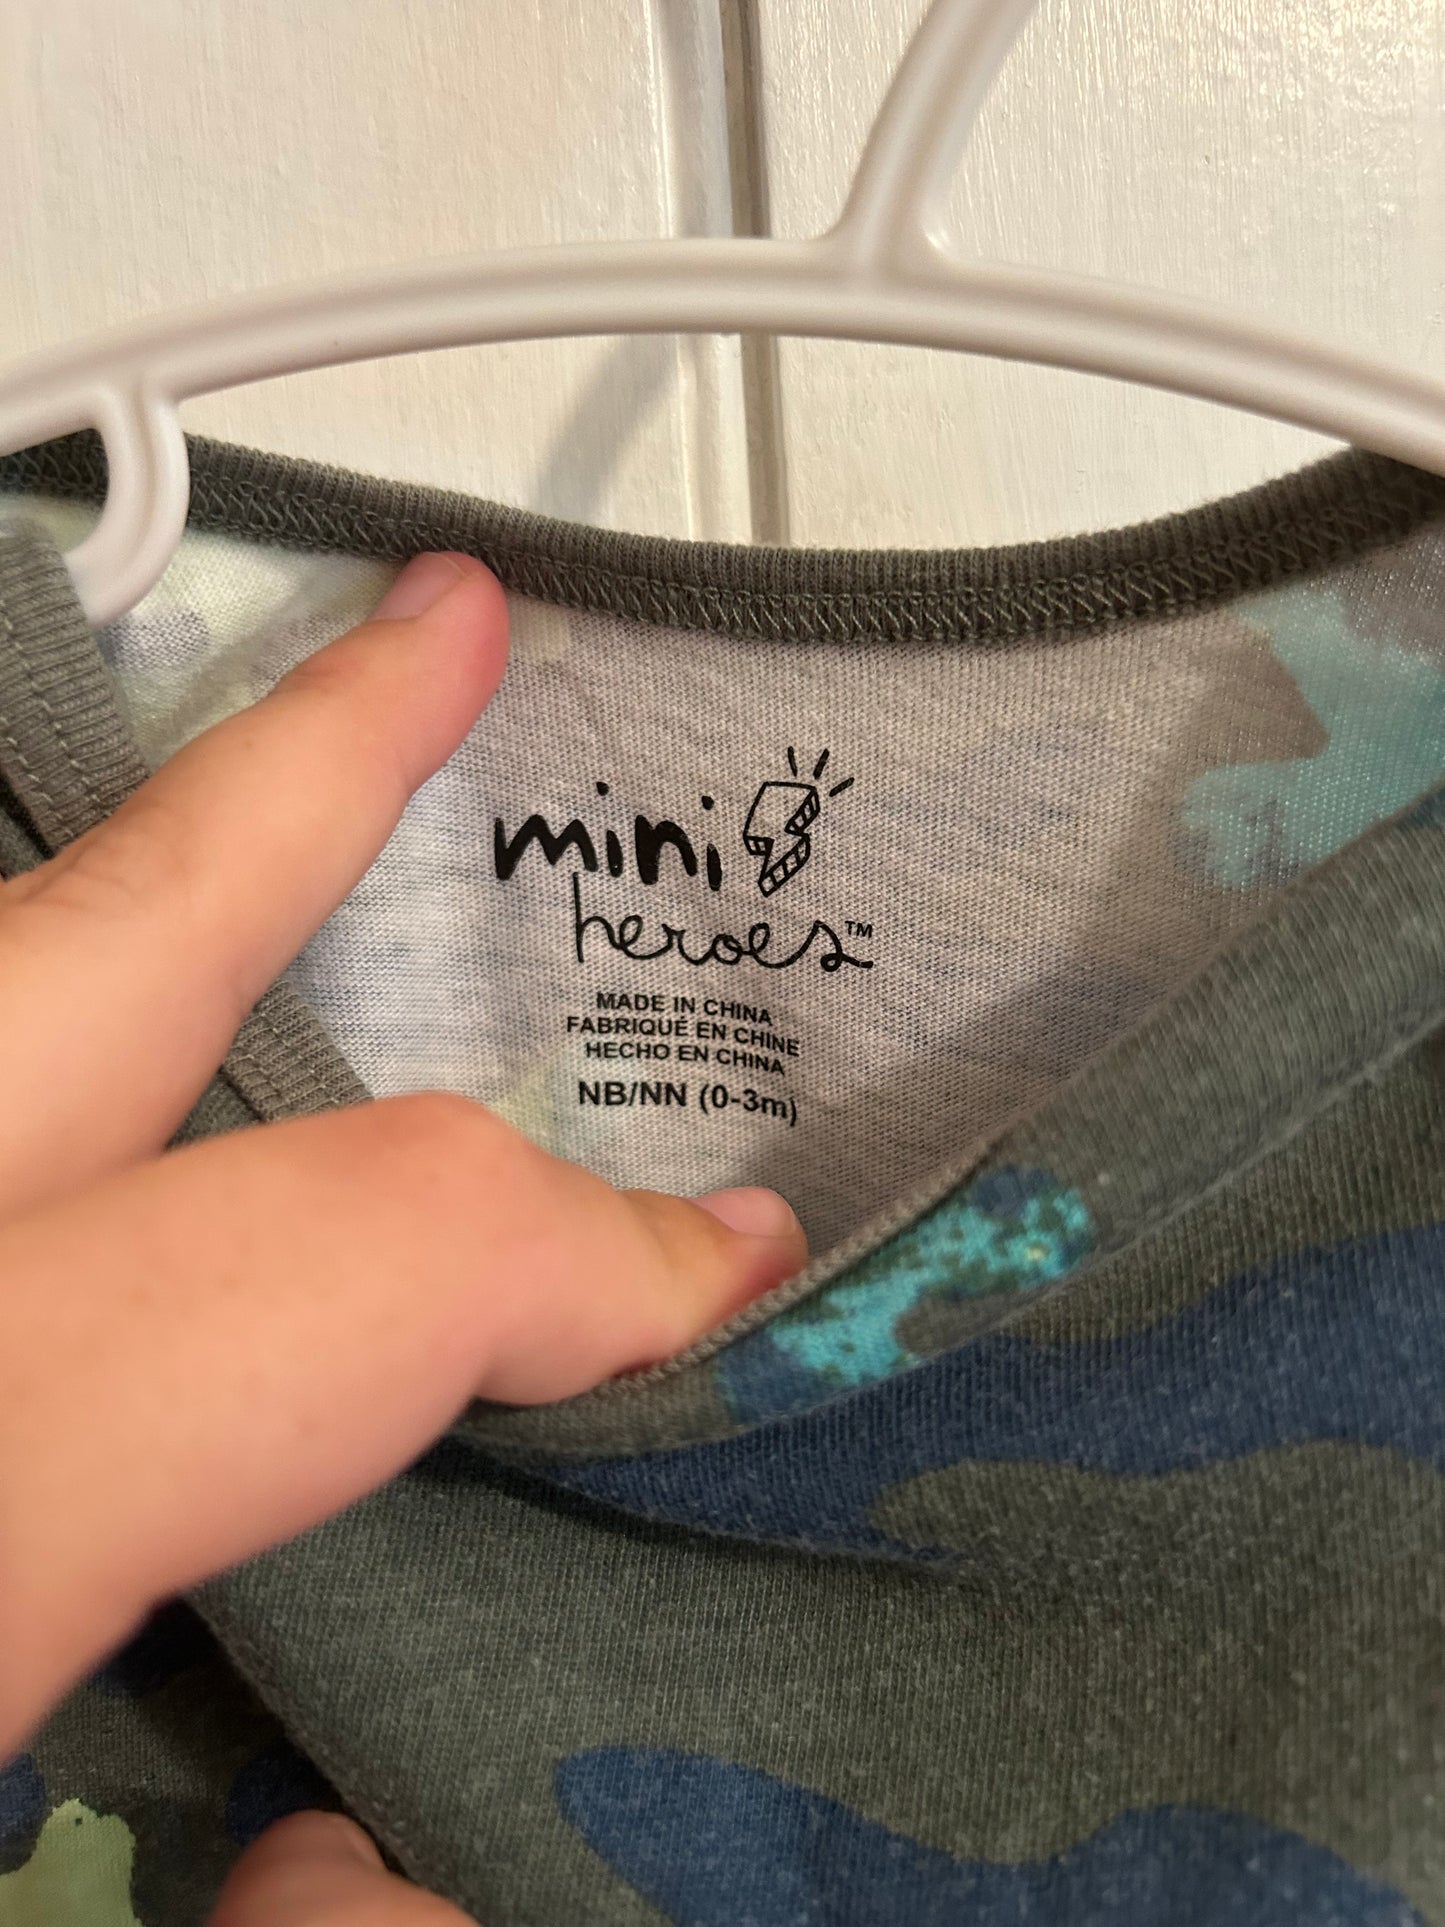 mini
heroes™
MADE IN CHINA
FABRIQUÉ EN CHINE
HECHO EN CHINA
NB/NN (0-3m)